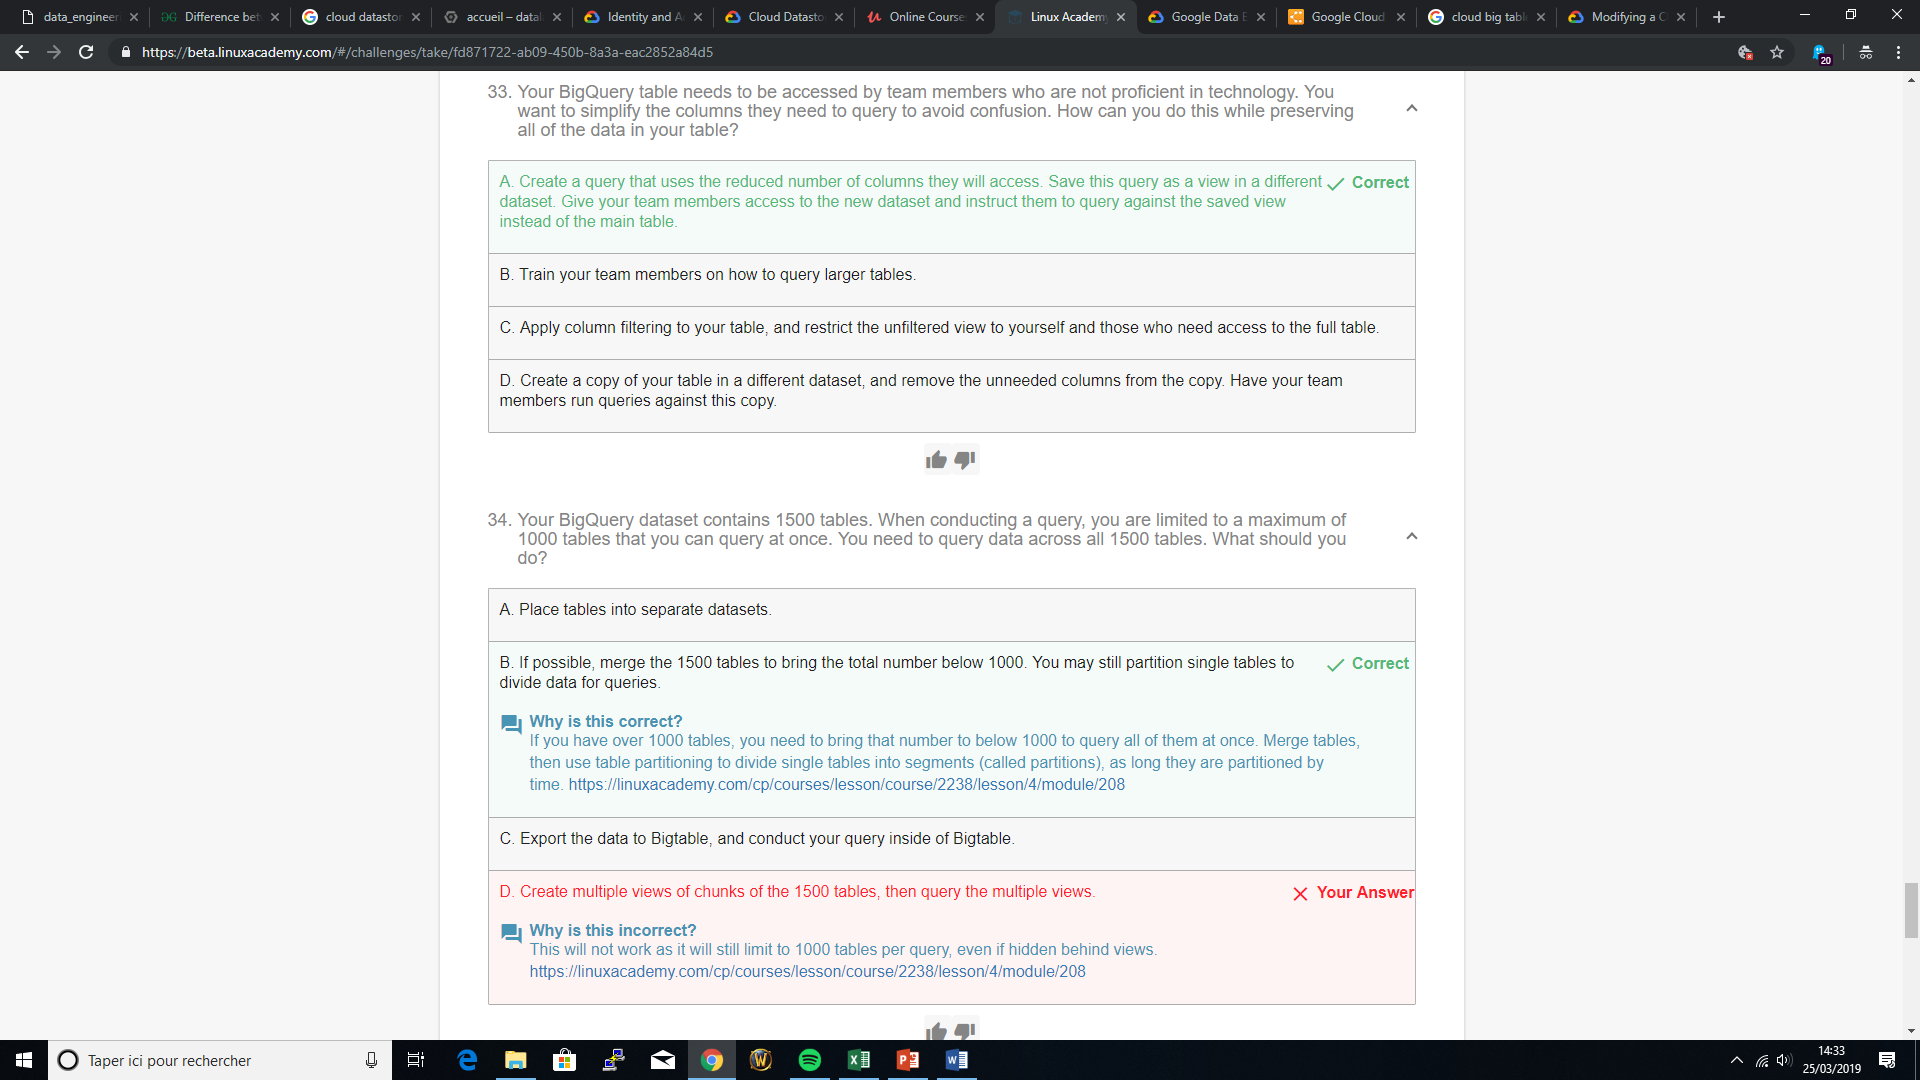 data_engineer
Difference bet
cloud datastor
accueil – datal
Identity and A
Cloud Datasto
Online Course
Linux Academy
Google Data E
Google Cloud
cloud big tabl
Modifying a C
https://beta.linuxacademy.com/#/challenges/take/fd871722-ab09-450b-8a3a-eac2852a84d5
20
33. Your BigQuery table needs to be accessed by team members who are not proficient in technology. You
want to simplify the columns they need to query to avoid confusion. How can you do this while preserving
all of the data in your table?
A. Create a query that uses the reduced number of columns they will access. Save this query as a view in a different
Correct
dataset. Give your team members access to the new dataset and instruct them to query against the saved view
instead of the main table.
B. Train your team members on how to query larger tables.
C. Apply column filtering to your table, and restrict the unfiltered view to yourself and those who need access to the full table.
D. Create a copy of your table in a different dataset, and remove the unneeded columns from the copy. Have your team
members run queries against this copy.
34. Your BigQuery dataset contains 1500 tables. When conducting a query, you are limited to a maximum of
1000 tables that you can query at once. You need to query data across all 1500 tables. What should you
do?
A. Place tables into separate datasets.
B. If possible, merge the 1500 tables to bring the total number below 1000. You may still partition single tables to
Correct
divide data for queries.
Why is this correct?
If you have over 1000 tables, you need to bring that number to below 1000 to query all of them at once. Merge tables,
then use table partitioning to divide single tables into segments (called partitions), as long they are partitioned by
time. https://linuxacademy.com/cp/courses/lesson/course/2238/lesson/4/module/208
C. Export the data to Bigtable, and conduct your query inside of Bigtable.
D. Create multiple views of chunks of the 1500 tables, then query the multiple views.
Your Answer
Why is this incorrect?
This will not work as it will still limit to 1000 tables per query, even if hidden behind views.
https://linuxacademy.com/cp/courses/lesson/course/2238/lesson/4/module/208
Taper ici pour rechercher
14:33
25/03/2019